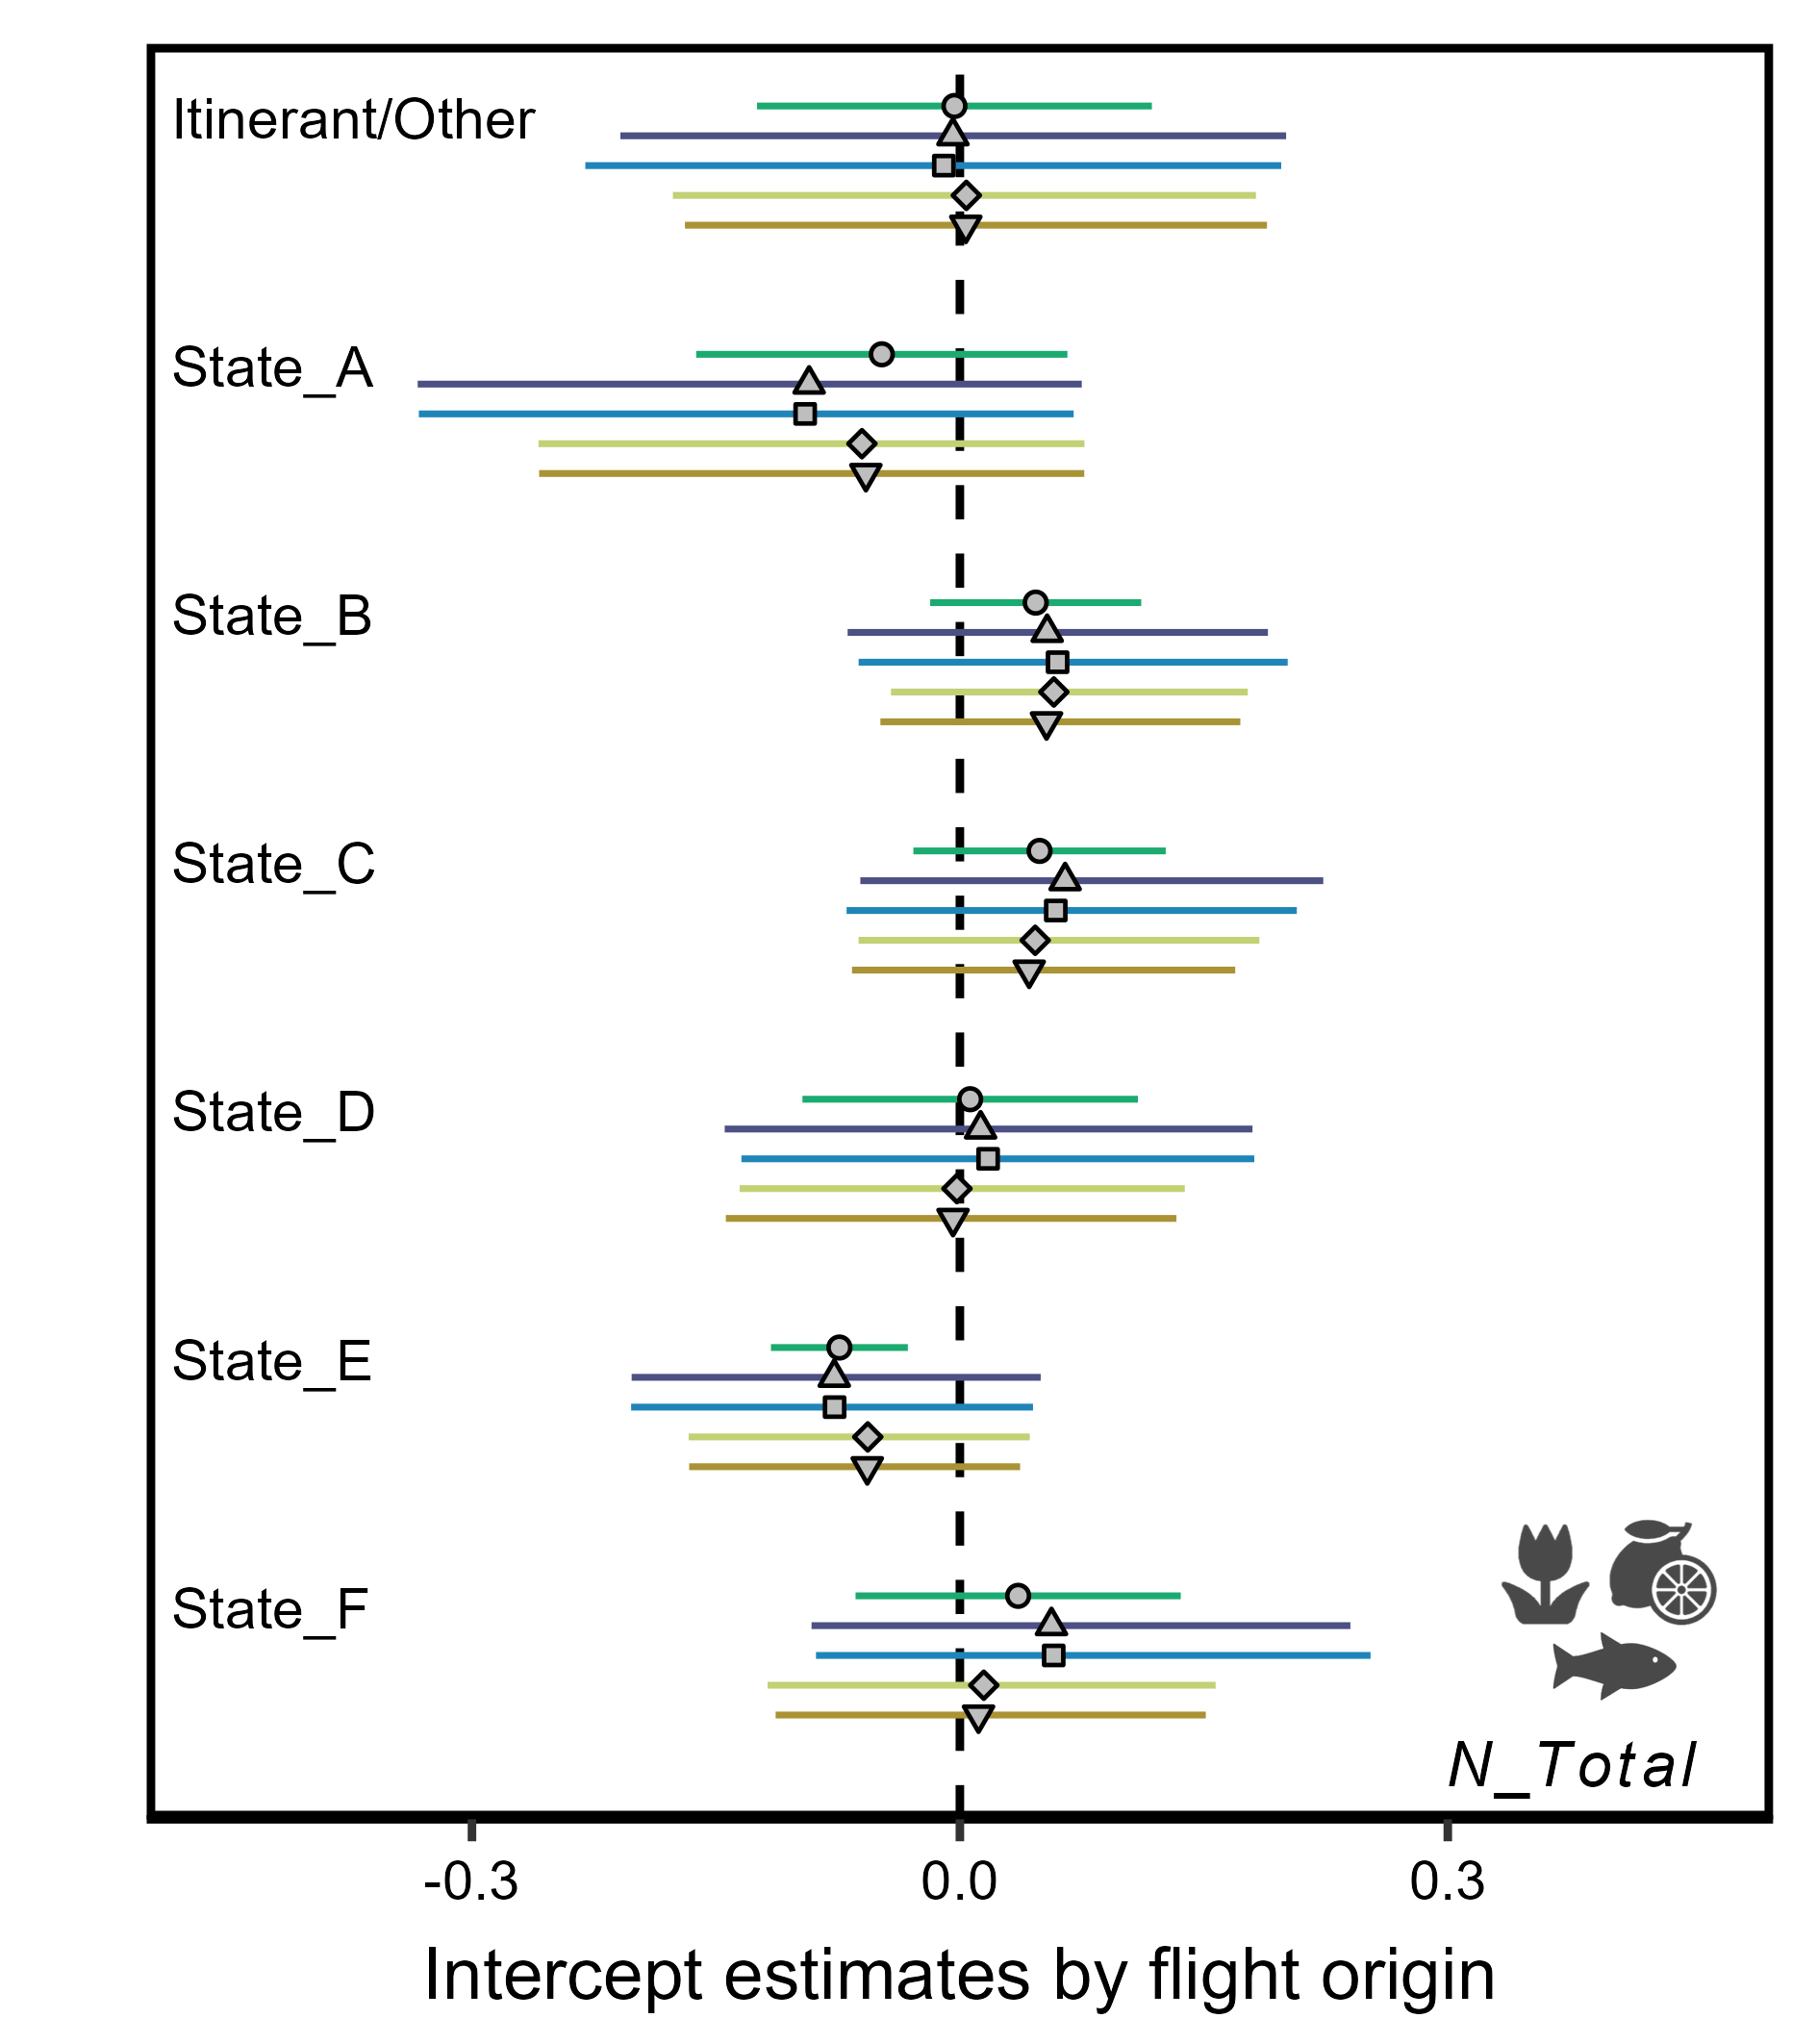 Itinerant/Other
State_A
State_B
State_C
State_D
State_E
State_F
N_Total
-0.3 0.0 0.3
Intercept estimates by flight origin